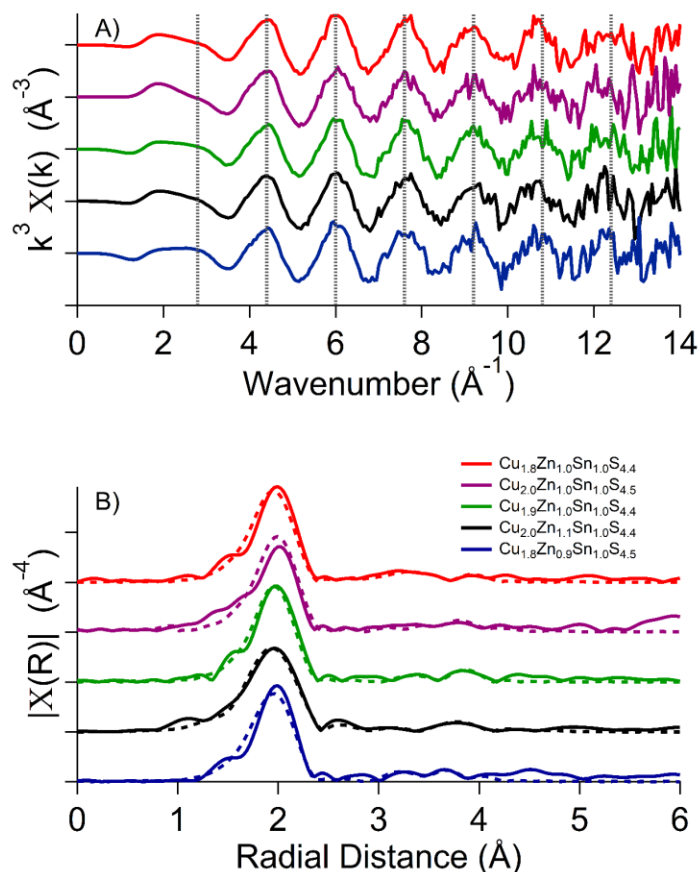 A)
k³ X(k) (Å⁻³)
0 2 4 6 8 10 12 14
Wavenumber (Å⁻¹)
B)
Cu₁.₈Zn₁.₀Sn₁.₀S₄.₄
Cu₂.₀Zn₁.₀Sn₁.₀S₄.₅
Cu₁.₉Zn₁.₀Sn₁.₀S₄.₄
Cu₂.₀Zn₁.₁Sn₁.₀S₄.₄
Cu₁.₈Zn₀.₉Sn₁.₀S₄.₅
|X(R)| (Å⁻⁴)
0 1 2 3 4 5 6
Radial Distance (Å)